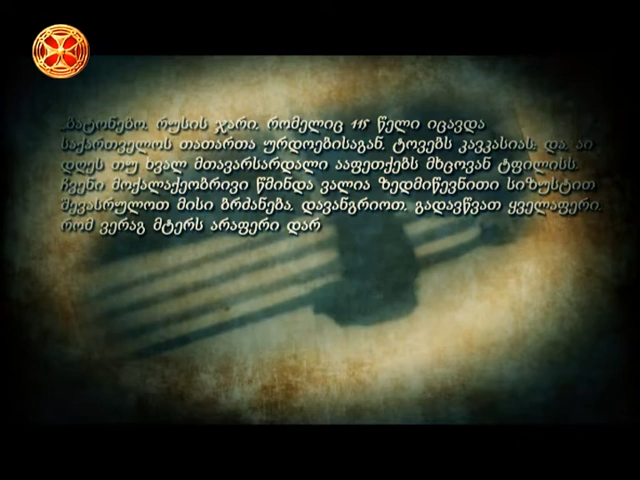 „ბატონებო, რუსის ჯარი, რომელიც 115 წელი იცავდა
საქართველოს თათართა ურდოებისაგან, ტოვებს კავკასიას; და, აი
დღეს თუ ხვალ მთავარსარდალი ააფეთქებს მხცოვან ტფილისს.
ჩვენი მოქალაქეობრივი წმინდა ვალია ზედმიწევნითი სიზუსტით
შევასრულოთ მისი ბრძანება, დავანგრიოთ, გადავწვათ ყველაფერი,
რომ ვერაგ მტერს არაფერი დარ